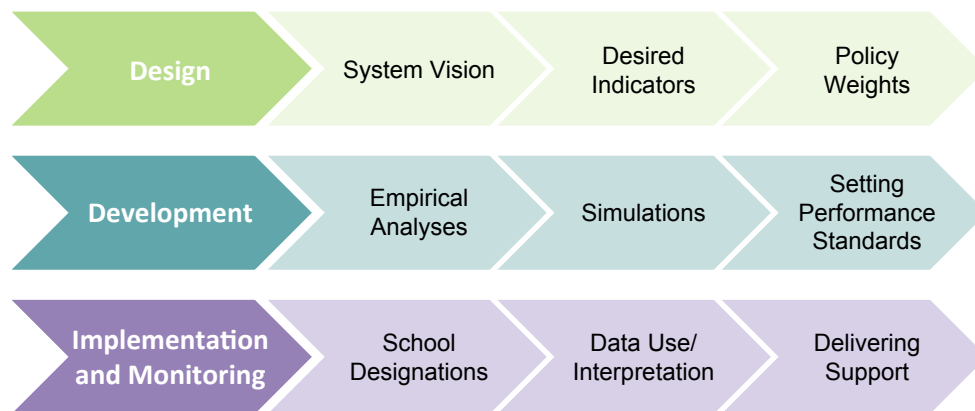 Design
System Vision
Desired
Indicators
Policy
Weights
Development
Empirical
Analyses
Simulations
Setting
Performance
Standards
Implementation
and Monitoring
School
Designations
Data Use/
Interpretation
Delivering
Support